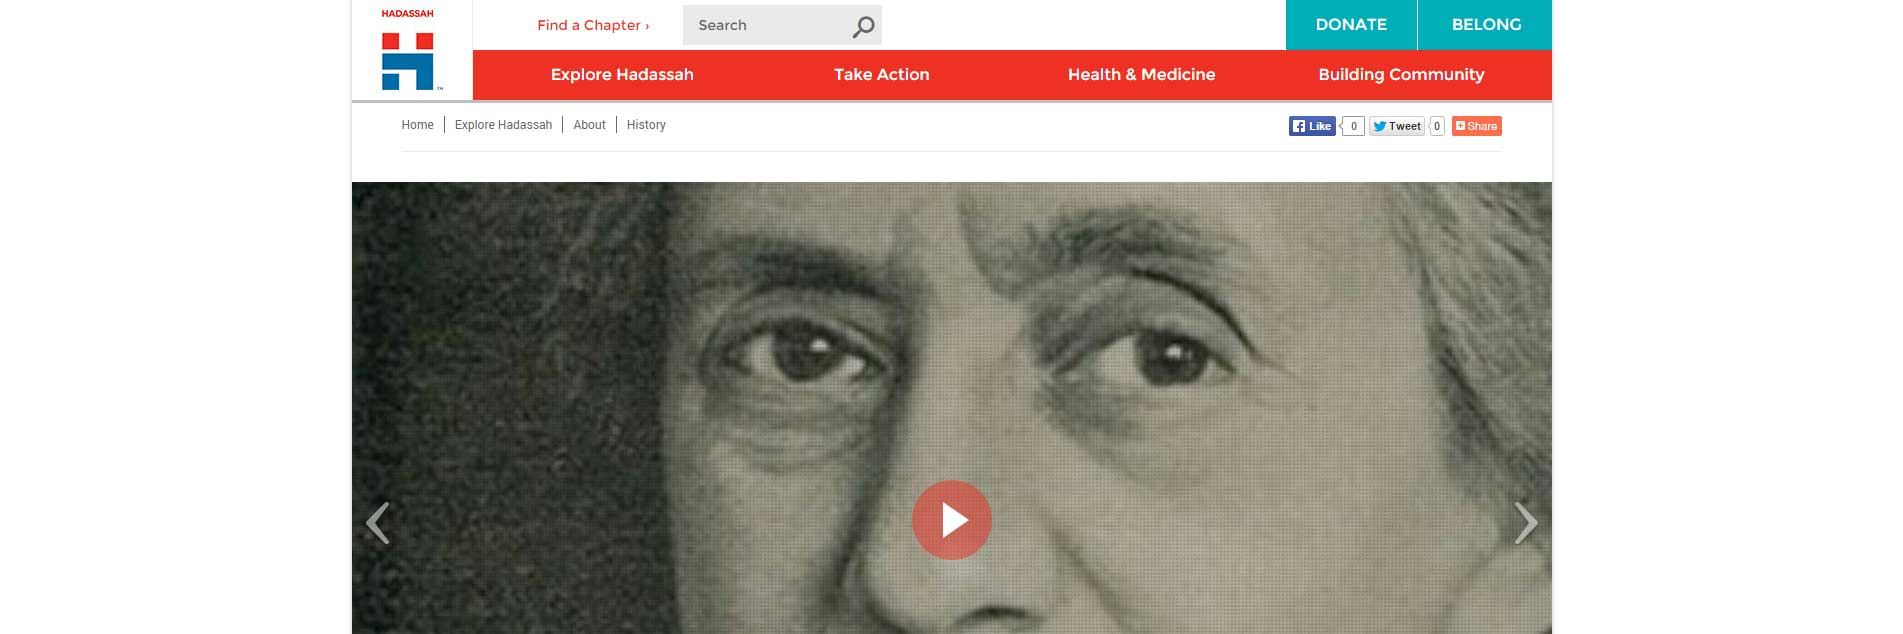 HADASSAH
Find a Chapter ›
Search
DONATE
BELONG
Explore Hadassah
Take Action
Health & Medicine
Building Community
™
Home
Explore Hadassah
About
History
Like
0
Tweet
0
Share